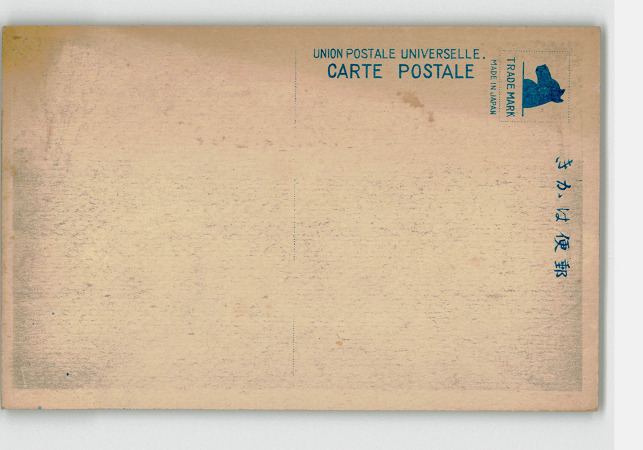 UNION POSTALE UNIVERSELLE.
CARTE POSTALE
TRADE MARK
MADE IN JAPAN
きかは便郵